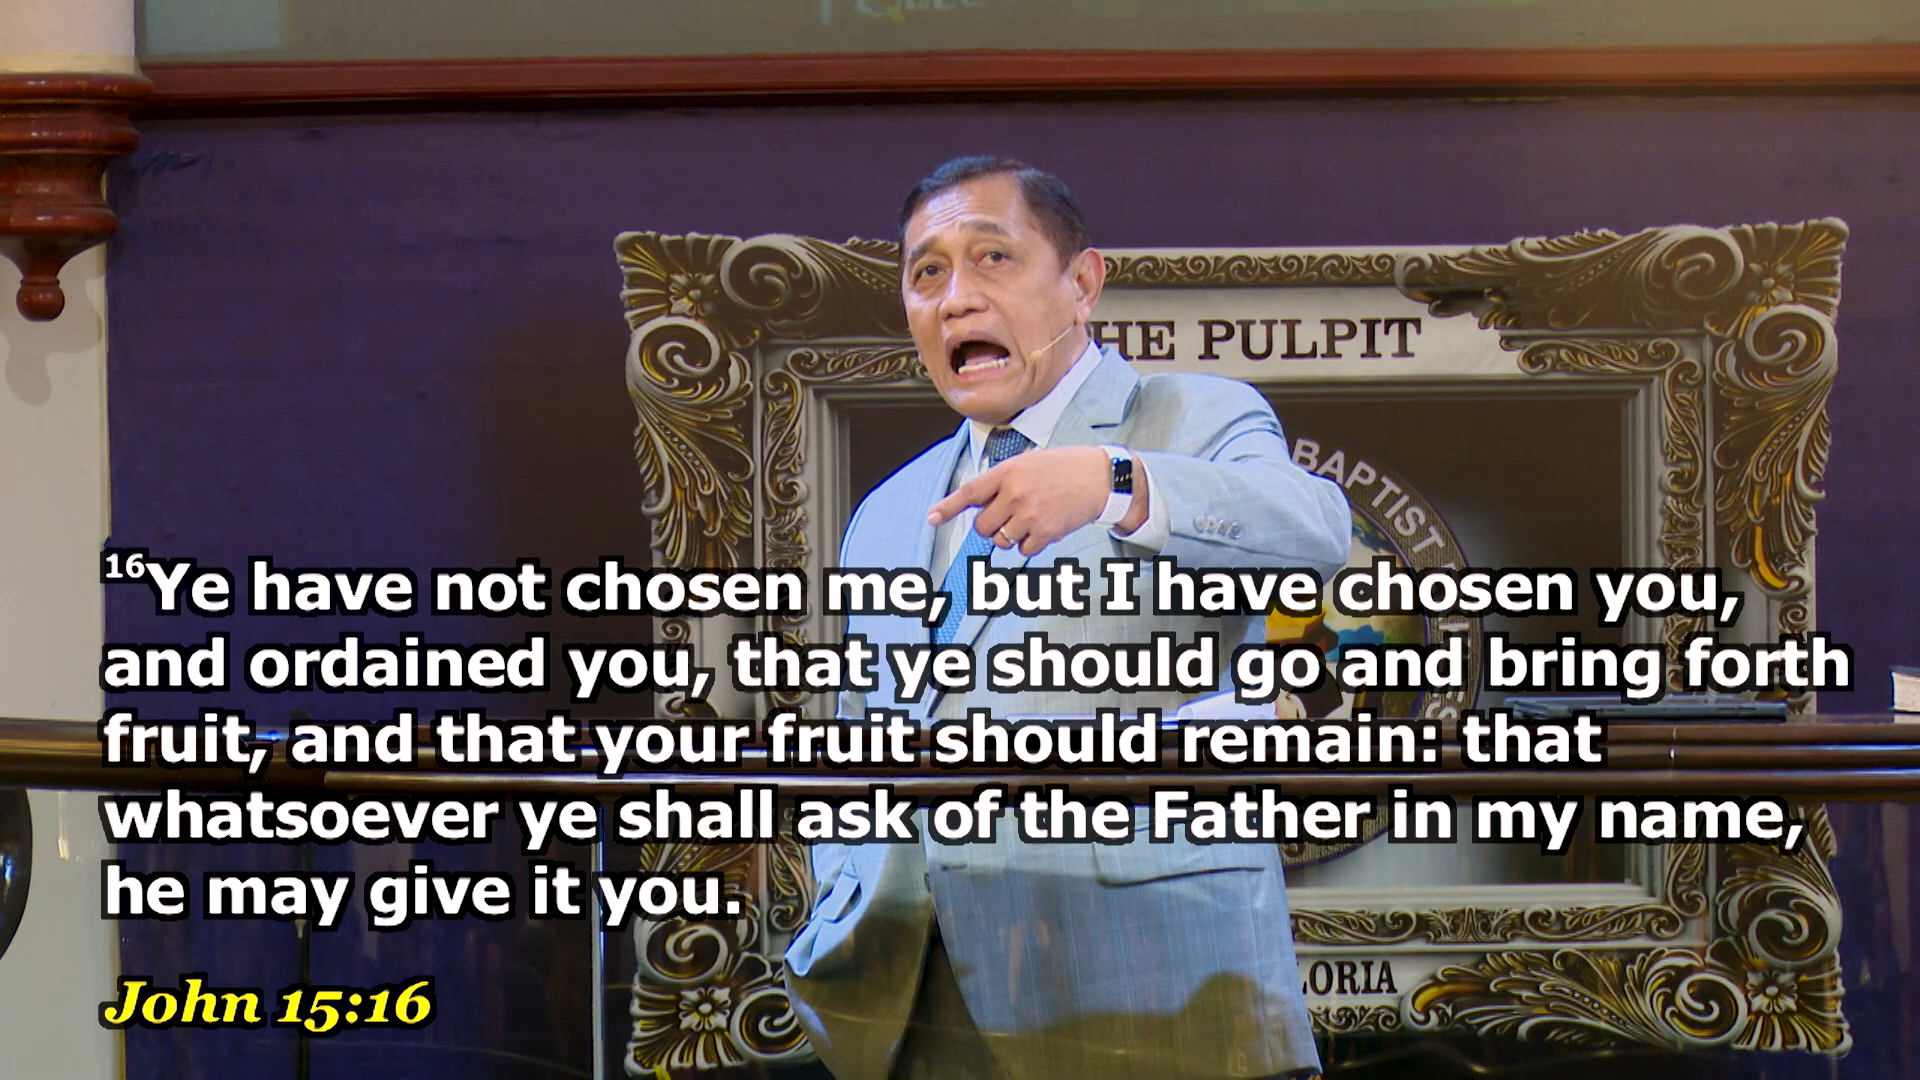 HE PULPIT
BAPTIST
¹⁶Ye have not chosen me, but I have chosen you,
and ordained you, that ye should go and bring forth
fruit, and that your fruit should remain: that
whatsoever ye shall ask of the Father in my name,
he may give it you.
LORIA
John 15:16